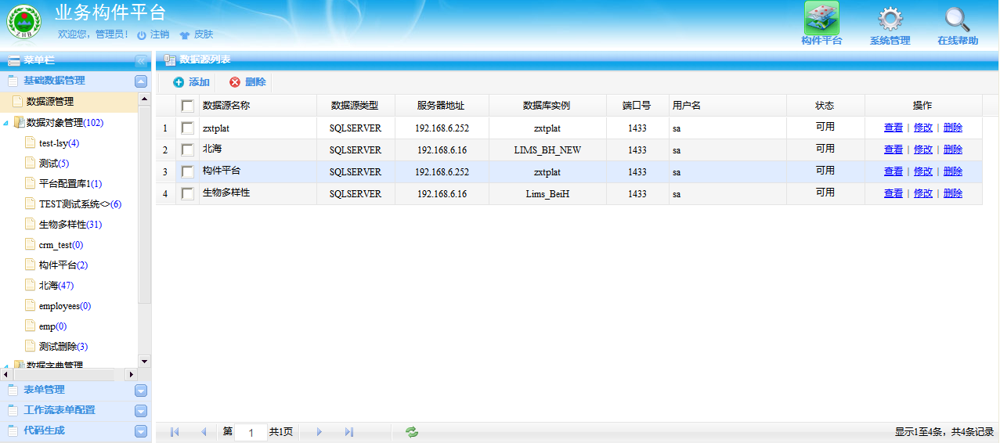 业务构件平台
欢迎您，管理员！ 注销 皮肤
构件平台 系统管理 在线帮助
ZHB
菜单栏
基础数据管理
数据源管理
数据对象管理(102)
test-lsy(4)
测试(5)
平台配置库1(1)
TEST测试系统<>(6)
生物多样性(31)
crm_test(0)
构件平台(2)
北海(47)
employees(0)
emp(0)
测试删除(3)
数据字典管理
表单管理
工作流表单配置
代码生成
数据源列表
添加 删除
数据源名称 数据源类型 服务器地址 数据库实例 端口号 用户名 状态 操作
1 zxtplat SQLSERVER 192.168.6.252 zxtplat 1433 sa 可用 查看 | 修改 | 删除
2 北海 SQLSERVER 192.168.6.16 LIMS_BH_NEW 1433 sa 可用 查看 | 修改 | 删除
3 构件平台 SQLSERVER 192.168.6.252 zxtplat 1433 sa 可用 查看 | 修改 | 删除
4 生物多样性 SQLSERVER 192.168.6.16 Lims_BeiH 1433 sa 可用 查看 | 修改 | 删除
第 1 共1页
显示1至4条，共4条记录